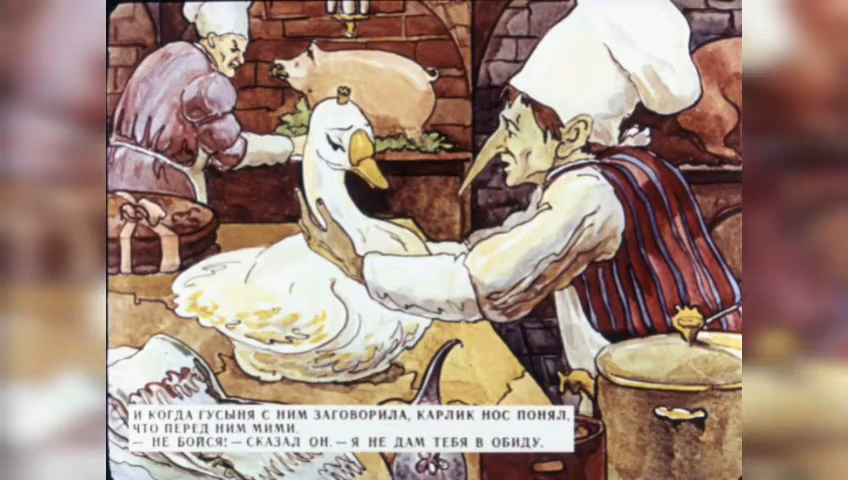 И КОГДА ГУСЫНЯ С НИМ ЗАГОВОРИЛА, КАРЛИК НОС ПОНЯЛ,
ЧТО ПЕРЕД НИМ МИМИ.
— НЕ БОЙСЯ! — СКАЗАЛ ОН. — Я НЕ ДАМ ТЕБЯ В ОБИДУ.